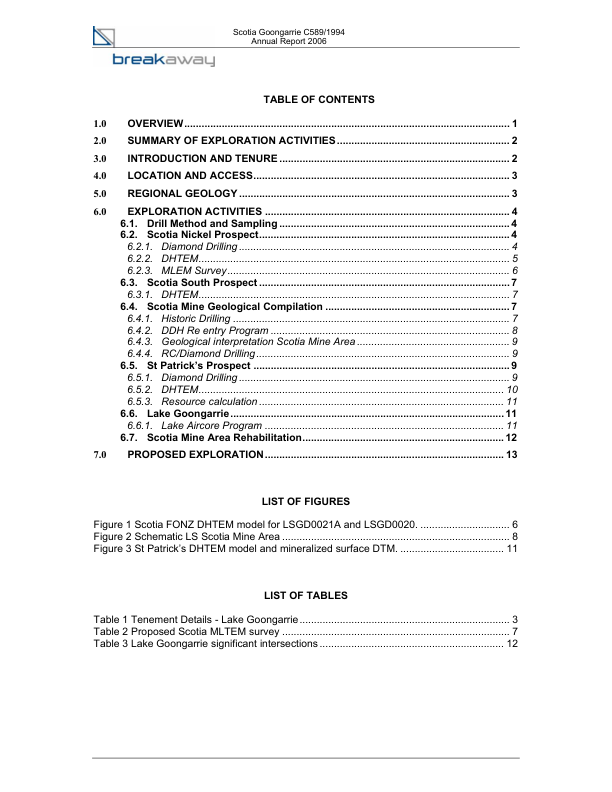 Scotia Goongarrie C589/1994
Annual Report 2006
breakaway
TABLE OF CONTENTS
1.0 OVERVIEW ... 1
2.0 SUMMARY OF EXPLORATION ACTIVITIES ... 2
3.0 INTRODUCTION AND TENURE ... 2
4.0 LOCATION AND ACCESS ... 3
5.0 REGIONAL GEOLOGY ... 3
6.0 EXPLORATION ACTIVITIES ... 4
6.1. Drill Method and Sampling ... 4
6.2. Scotia Nickel Prospect ... 4
6.2.1. Diamond Drilling ... 4
6.2.2. DHTEM ... 5
6.2.3. MLEM Survey ... 6
6.3. Scotia South Prospect ... 7
6.3.1. DHTEM ... 7
6.4. Scotia Mine Geological Compilation ... 7
6.4.1. Historic Drilling ... 7
6.4.2. DDH Re entry Program ... 8
6.4.3. Geological interpretation Scotia Mine Area ... 9
6.4.4. RC/Diamond Drilling ... 9
6.5. St Patrick's Prospect ... 9
6.5.1. Diamond Drilling ... 9
6.5.2. DHTEM ... 10
6.5.3. Resource calculation ... 11
6.6. Lake Goongarrie ... 11
6.6.1. Lake Aircore Program ... 11
6.7. Scotia Mine Area Rehabilitation ... 12
7.0 PROPOSED EXPLORATION ... 13
LIST OF FIGURES
Figure 1 Scotia FONZ DHTEM model for LSGD0021A and LSGD0020. ... 6
Figure 2 Schematic LS Scotia Mine Area ... 8
Figure 3 St Patrick's DHTEM model and mineralized surface DTM. ... 11
LIST OF TABLES
Table 1 Tenement Details - Lake Goongarrie ... 3
Table 2 Proposed Scotia MLTEM survey ... 7
Table 3 Lake Goongarrie significant intersections ... 12